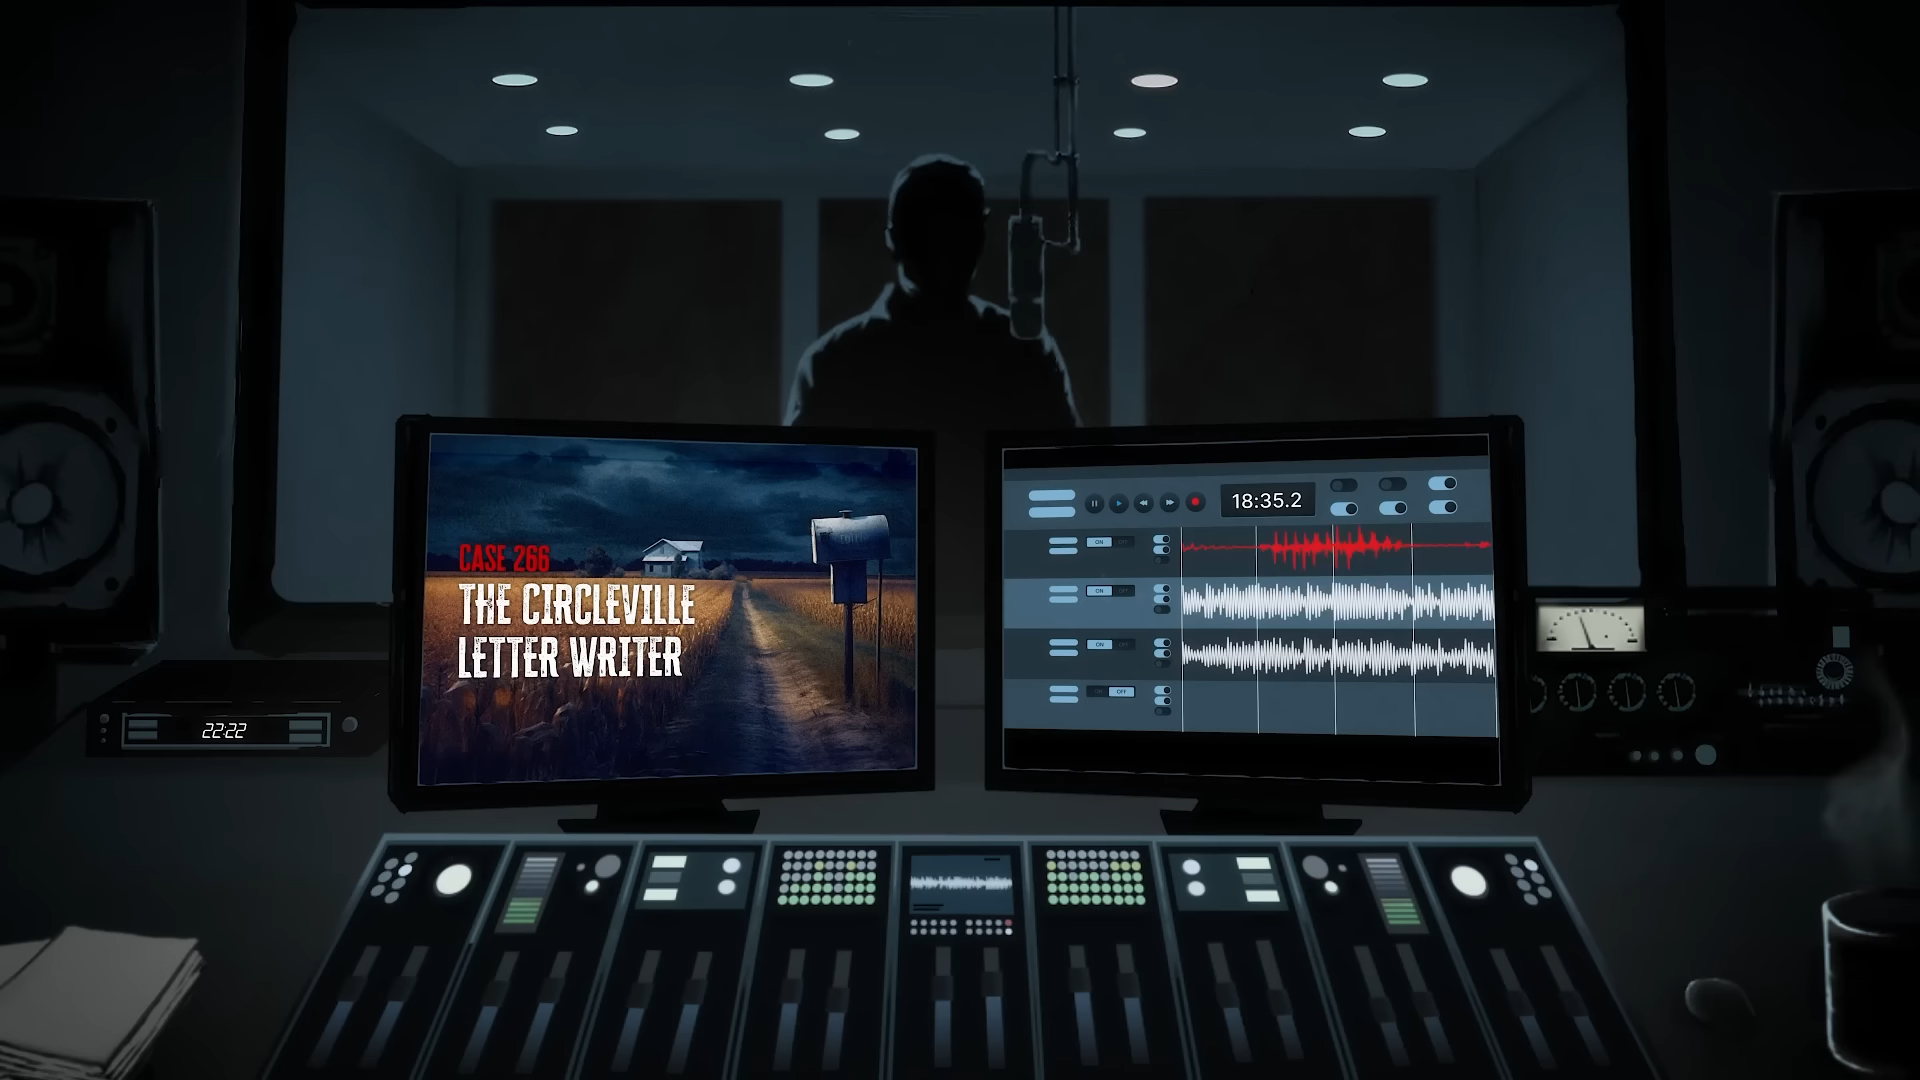 CASE 266
THE CIRCLEVILLE
LETTER WRITER
18:35.2
ON
ON
ON
OFF
22:22